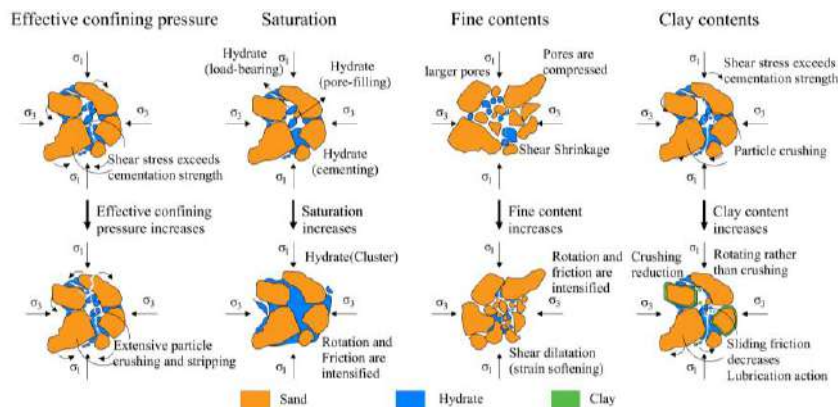 Effective confining pressure
σ1
σ3
σ3
Shear stress exceeds
cementation strength
σ1
Effective confining
pressure increases
σ1
σ3
σ3
Extensive particle
crushing and stripping
σ1
Saturation
Hydrate
(load-bearing)
σ1
Hydrate
(pore-filling)
σ3
σ3
Hydrate
(cementing)
σ1
Saturation
increases
Hydrate(Cluster)
σ1
σ3
σ3
Rotation and
Friction are
intensified
σ1
Fine contents
larger pores
σ1
Pores are
compressed
σ3
σ3
Shear Shrinkage
σ1
Fine content
increases
σ1
Rotation and
friction are
intensified
σ3
σ3
Shear dilatation
(strain softening)
σ1
Clay contents
σ1
Shear stress exceeds
cementation strength
σ3
σ3
Particle crushing
σ1
Clay content
increases
Crushing
reduction
σ1
Rotating rather
than crushing
σ3
σ3
Sliding friction
decreases
Lubrication action
σ1
Sand
Hydrate
Clay